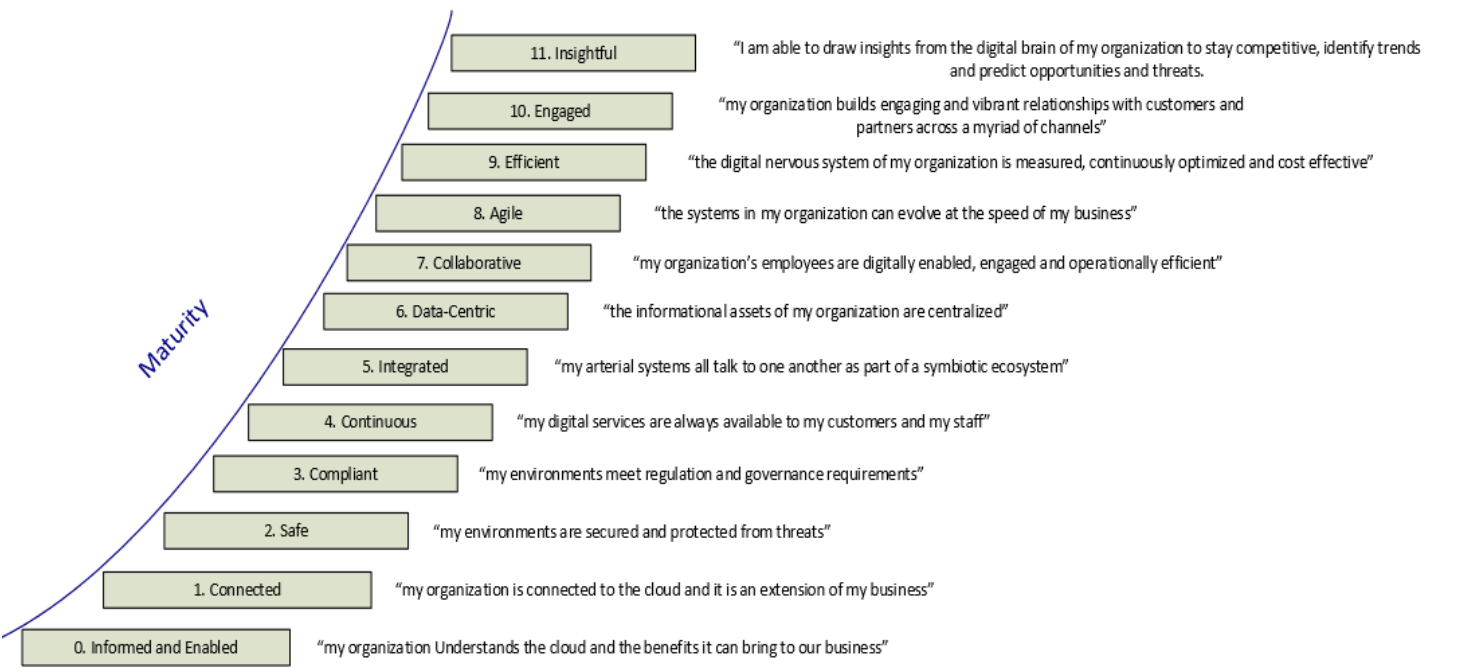 11. Insightful
“I am able to draw insights from the digital brain of my organization to stay competitive, identify trends
and predict opportunities and threats.
10. Engaged
“my organization builds engaging and vibrant relationships with customers and
partners across a myriad of channels”
9. Efficient
“the digital nervous system of my organization is measured, continuously optimized and cost effective”
8. Agile
“the systems in my organization can evolve at the speed of my business”
7. Collaborative
“my organization’s employees are digitally enabled, engaged and operationally efficient”
6. Data-Centric
“the informational assets of my organization are centralized”
Maturity
5. Integrated
“my arterial systems all talk to one another as part of a symbiotic ecosystem”
4. Continuous
“my digital services are always available to my customers and my staff”
3. Compliant
“my environments meet regulation and governance requirements”
2. Safe
“my environments are secured and protected from threats”
1. Connected
“my organization is connected to the cloud and it is an extension of my business”
0. Informed and Enabled
“my organization Understands the cloud and the benefits it can bring to our business”